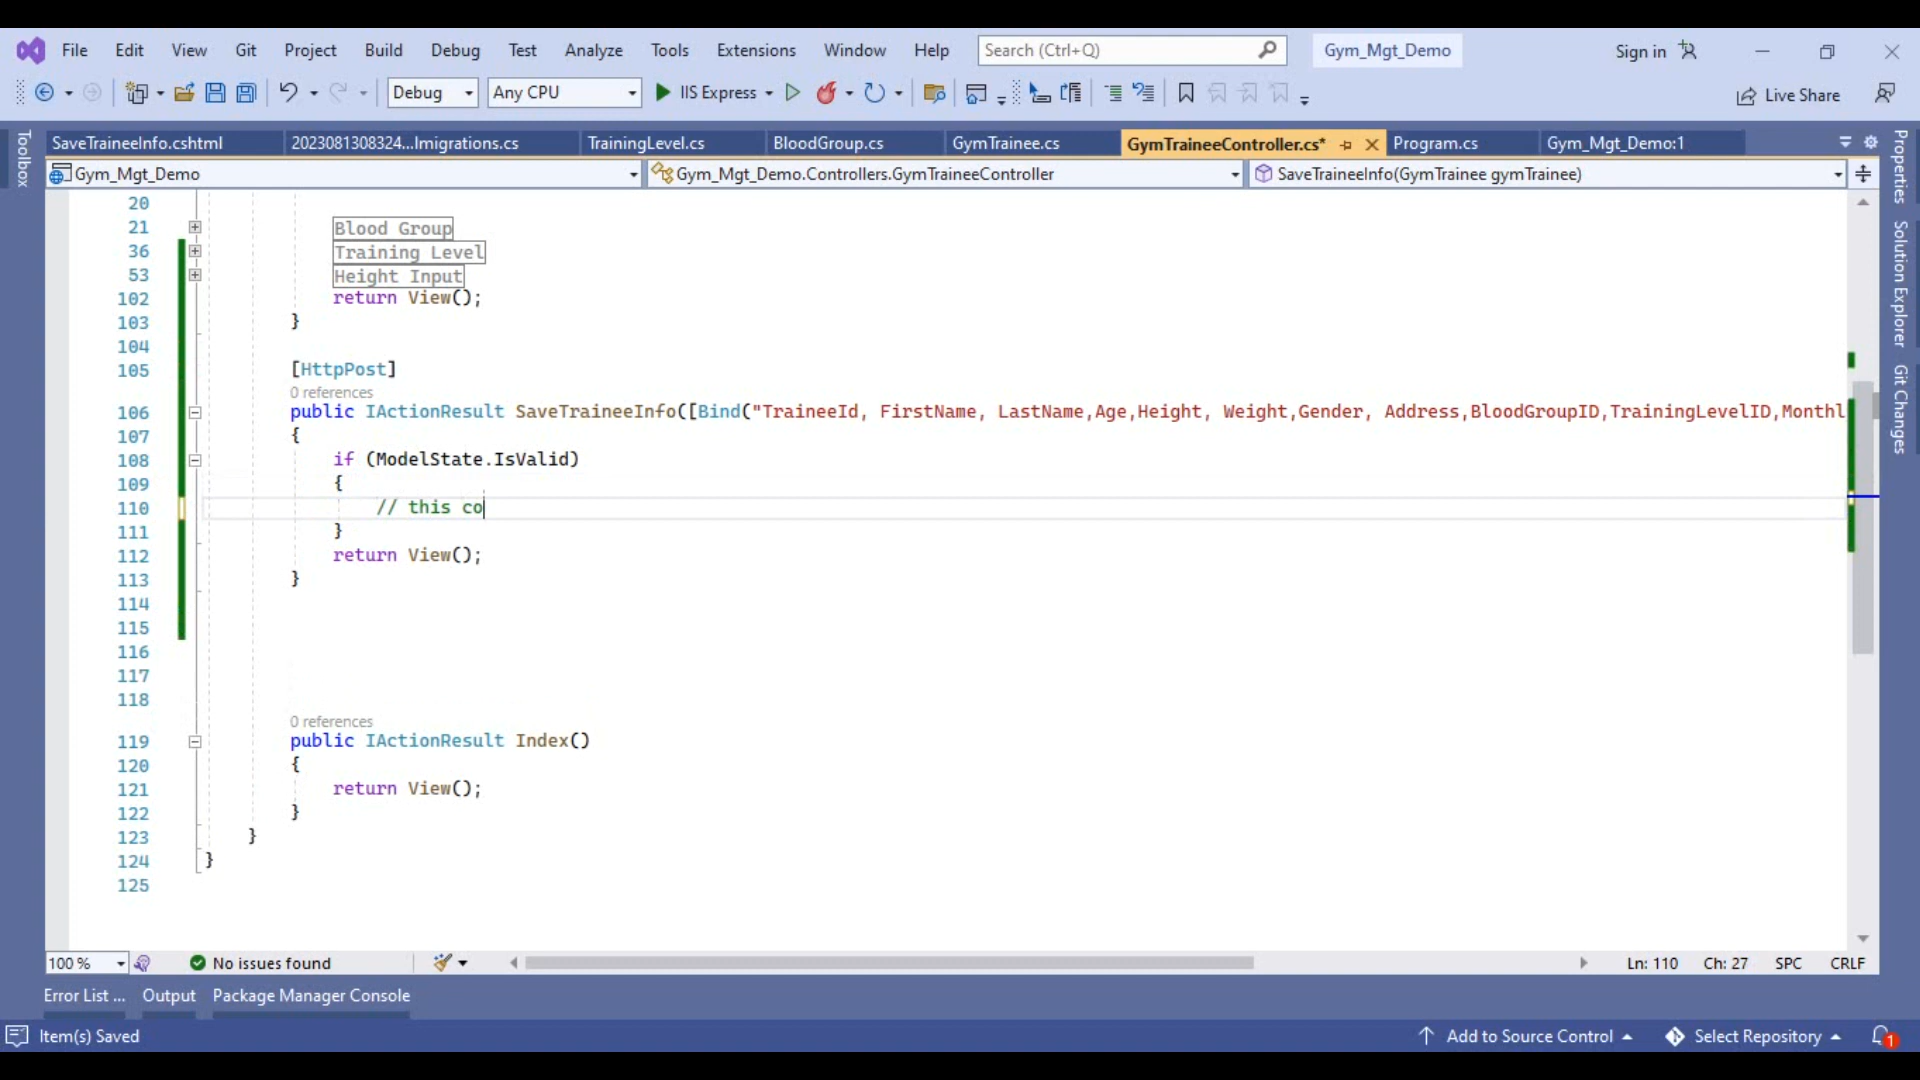 File Edit View Git Project Build Debug Test Analyze Tools Extensions Window Help Search (Ctrl+Q) Gym_Mgt_Demo Sign in
Debug Any CPU IIS Express Live Share
SaveTraineeInfo.cshtml 2023081308324...lmigrations.cs TrainingLevel.cs BloodGroup.cs GymTrainee.cs GymTraineeController.cs* Program.cs Gym_Mgt_Demo:1
Gym_Mgt_Demo Gym_Mgt_Demo.Controllers.GymTraineeController SaveTraineeInfo(GymTrainee gymTrainee)
Toolbox
Properties
Solution Explorer
Git Changes
20
21 Blood Group
36 Training Level
53 Height Input
102 return View();
103 }
104
105 [HttpPost]
0 references
106 public IActionResult SaveTraineeInfo([Bind("TraineeId, FirstName, LastName,Age,Height, Weight,Gender, Address,BloodGroupID,TrainingLevelID,Monthl
107 {
108 if (ModelState.IsValid)
109 {
110 // this co
111 }
112 return View();
113 }
114
115
116
117
118
0 references
119 public IActionResult Index()
120 {
121 return View();
122 }
123 }
124 }
125
100 % No issues found Ln: 110 Ch: 27 SPC CRLF
Error List ... Output Package Manager Console
Item(s) Saved Add to Source Control Select Repository 1